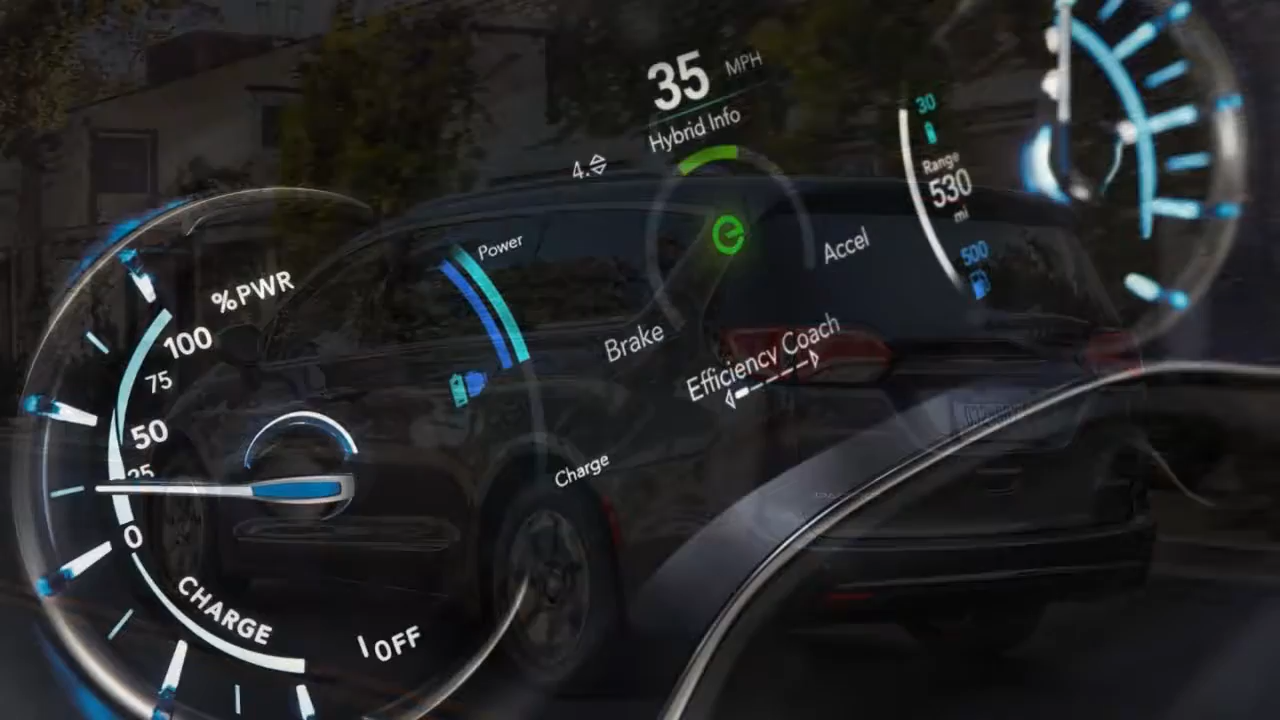 35 MPH
Hybrid Info
4.
30
Range
530
mi
500
Power
Accel
Brake
Efficiency Coach
Charge
%PWR
100
75
50
25
0
CHARGE
OFF